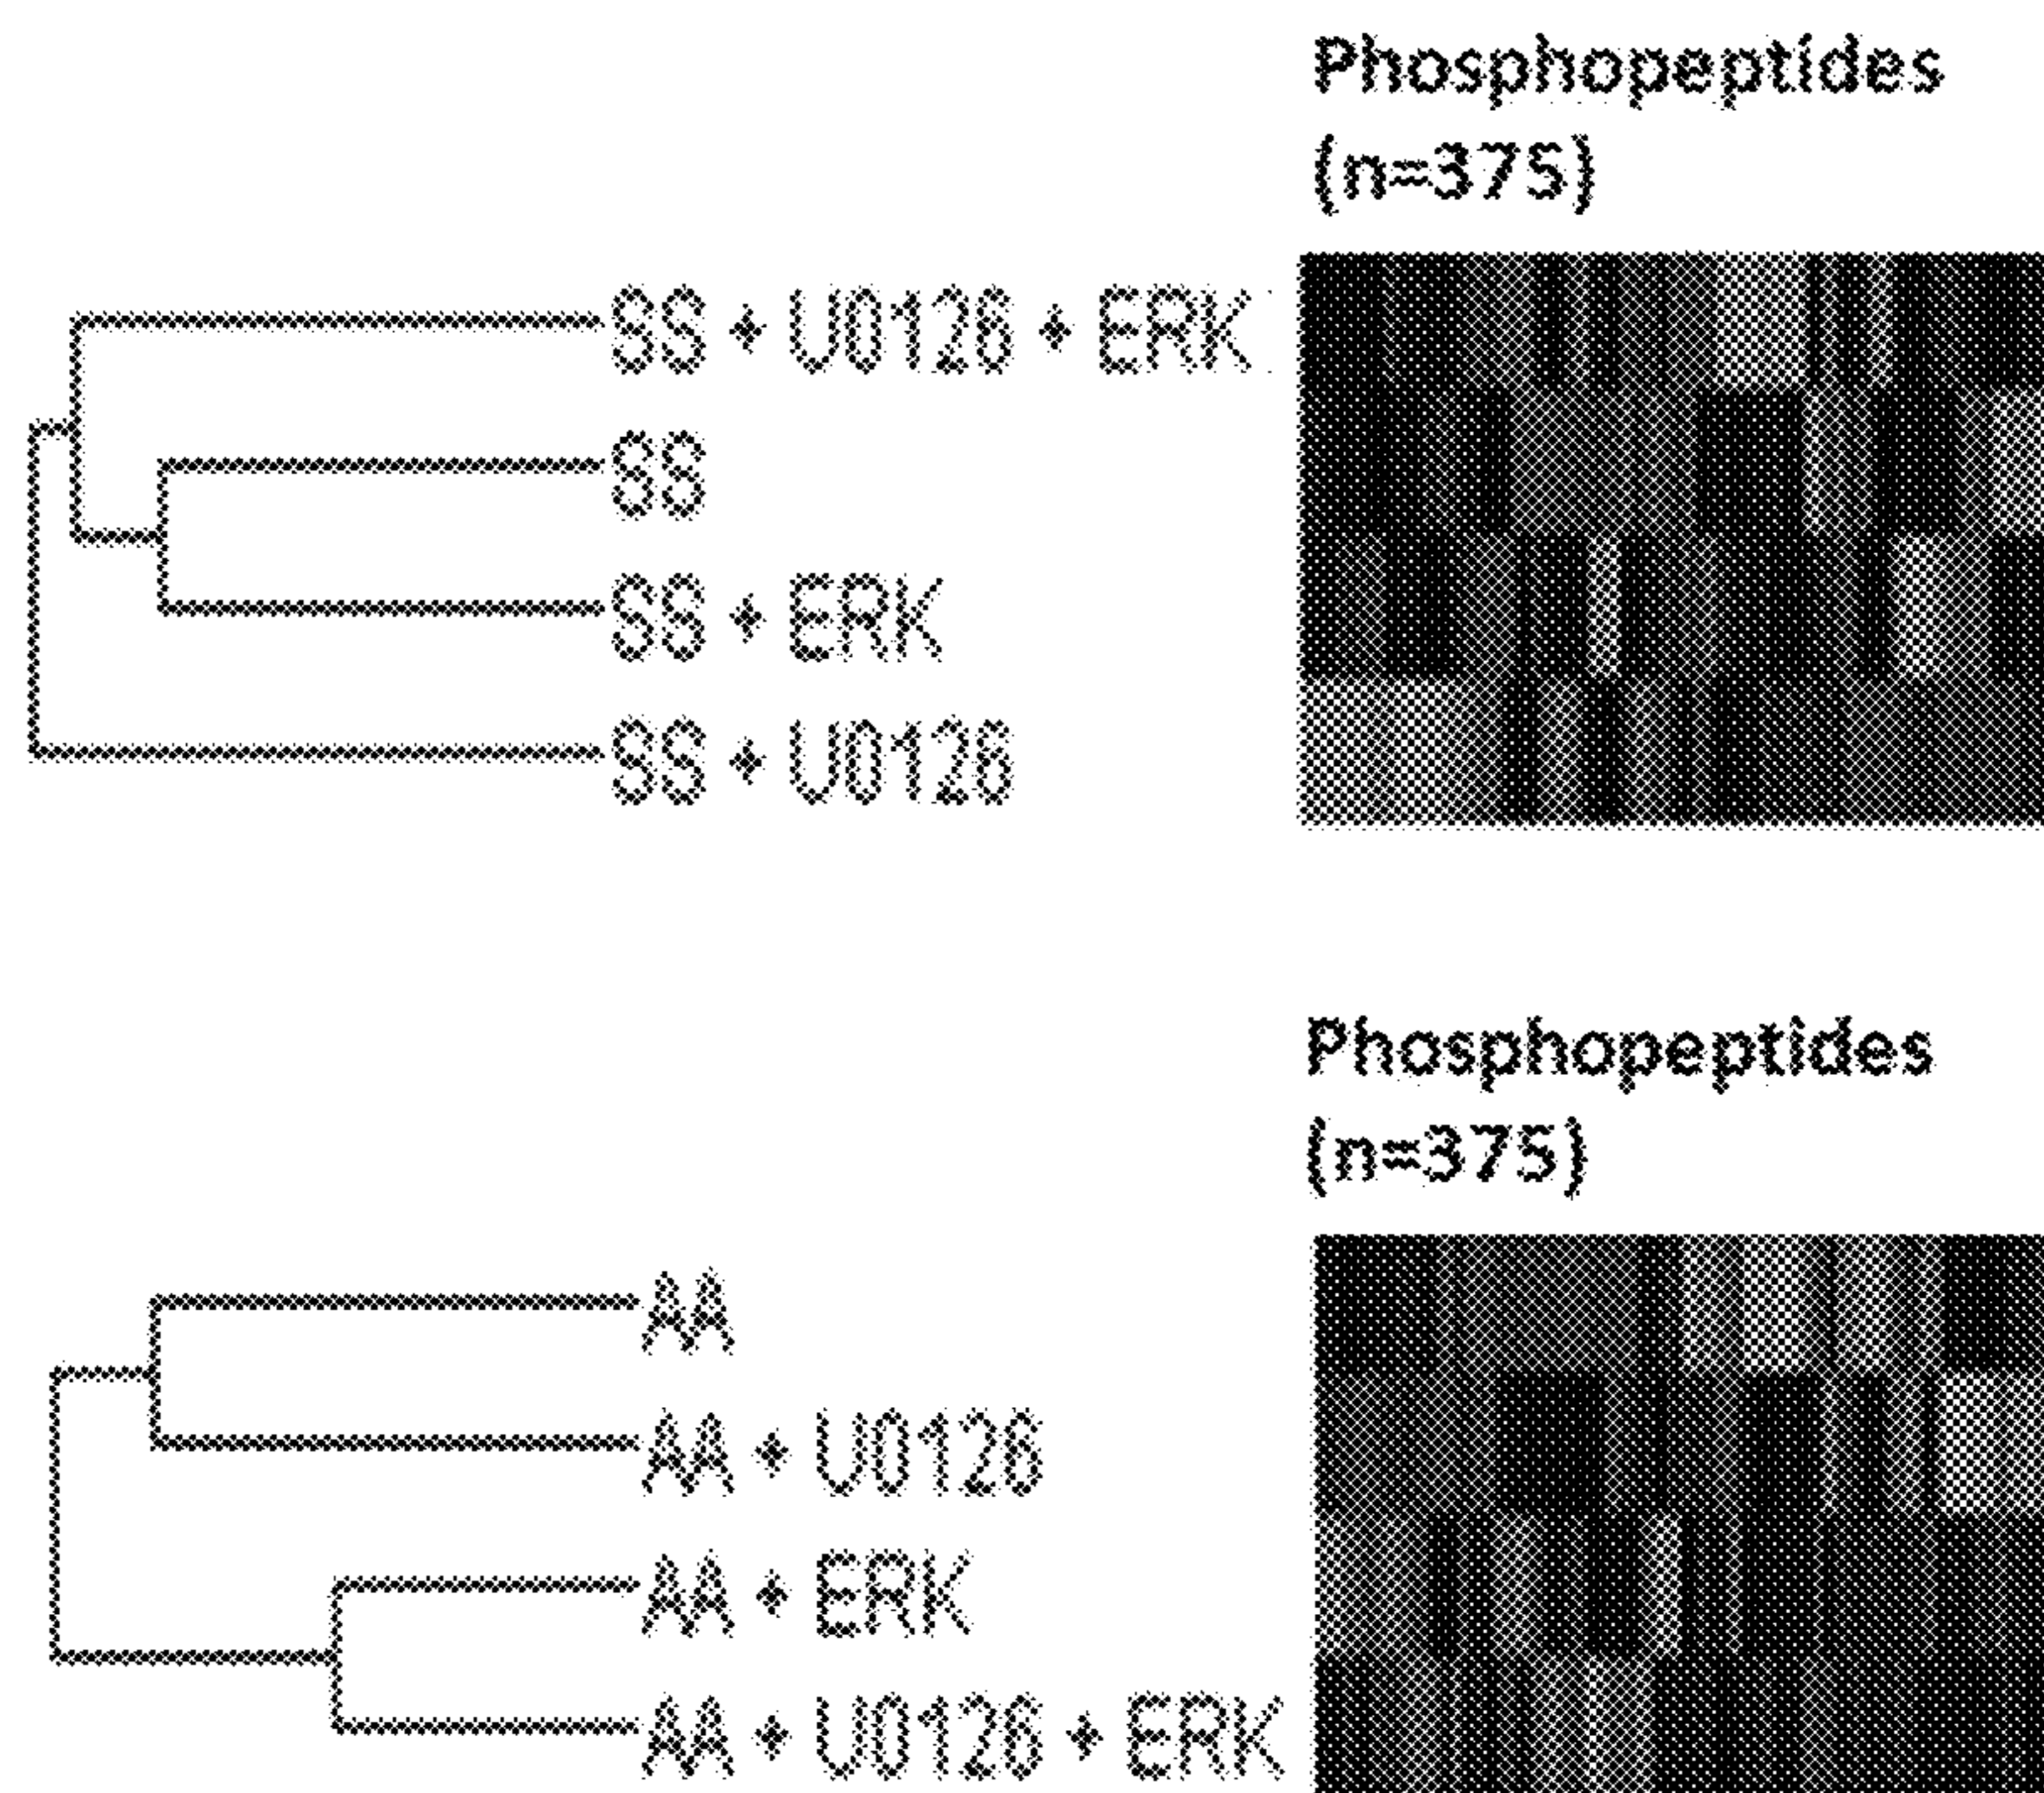 Phosphopeptides
(n=375)
SS + U0126 + ERK
SS
SS + ERK
SS + U0126
Phosphopeptides
(n=375)
AA
AA + U0126
AA + ERK
AA + U0126 + ERK